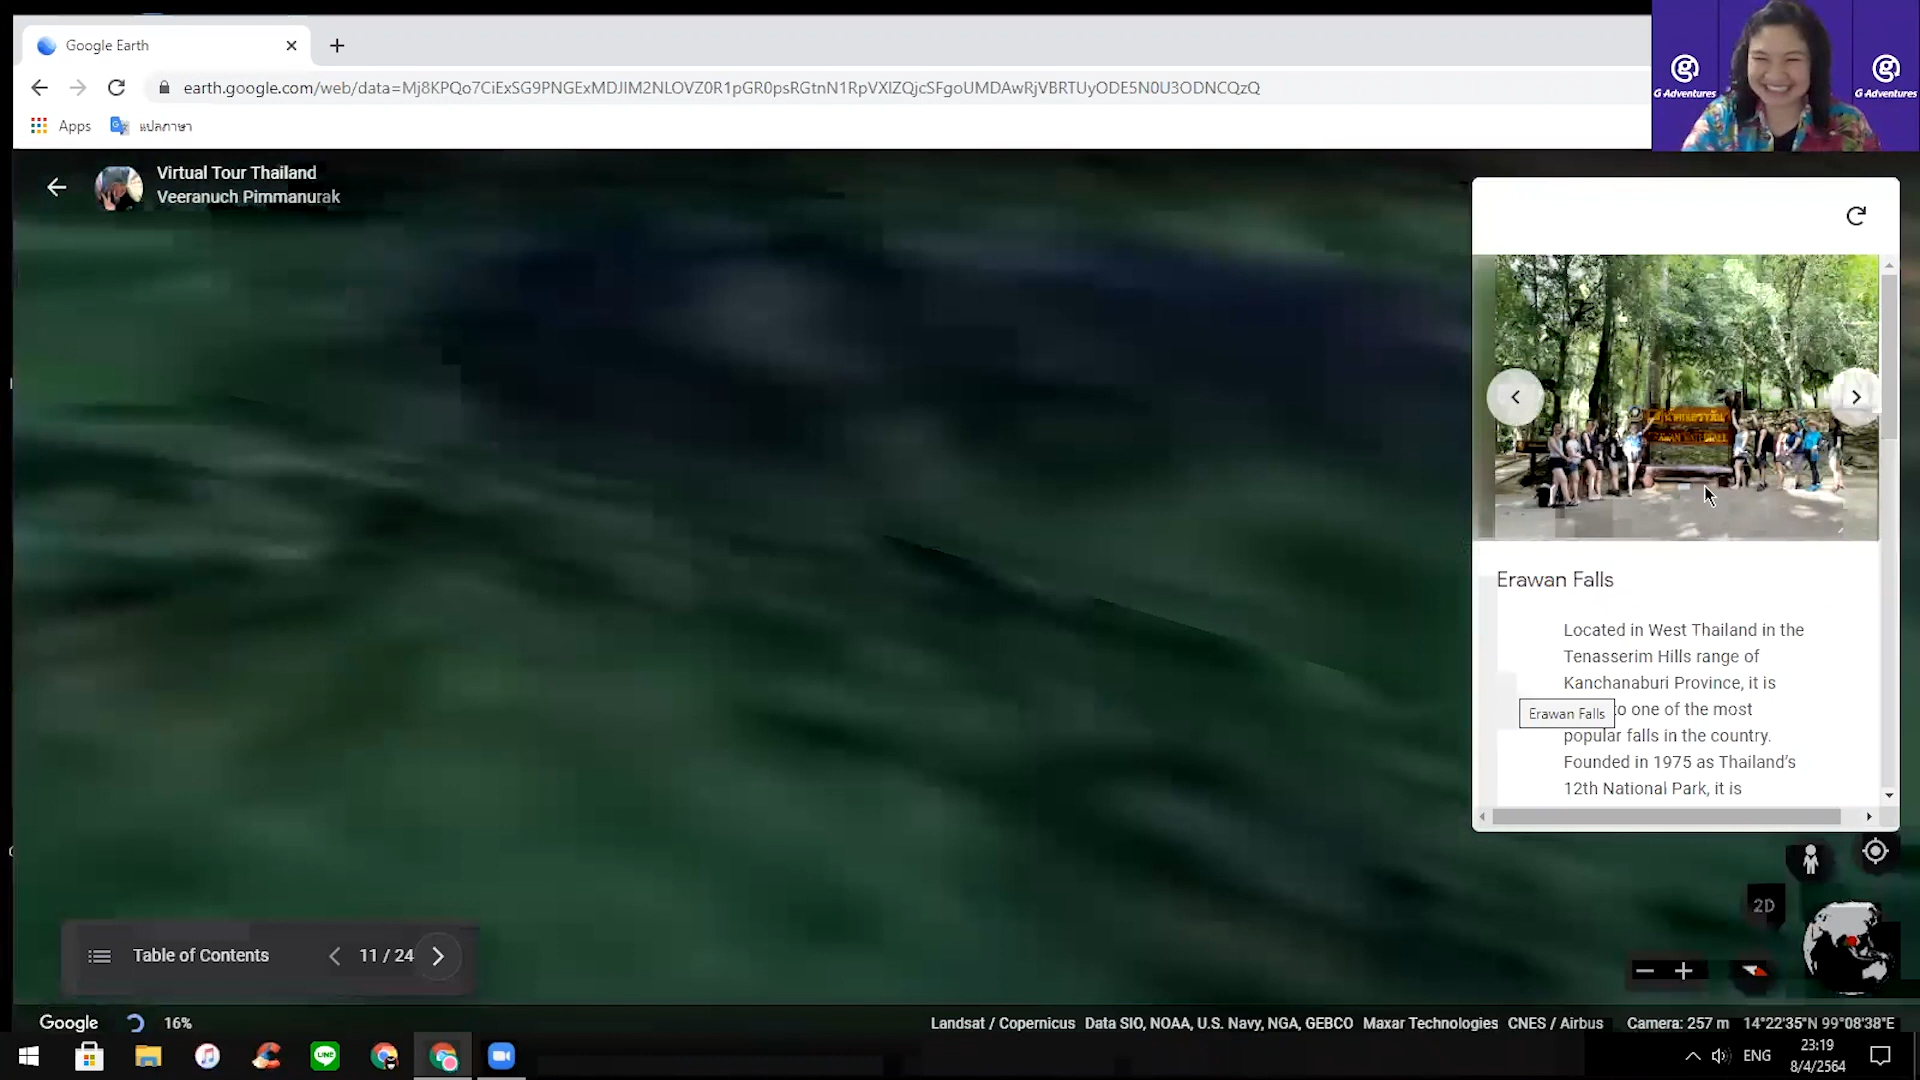 Google Earth
earth.google.com/web/data=Mj8KPQo7CiExSG9PNGExMDJIM2NLOVZ0R1pGR0psRGtnN1RpVXlZQjcSFgoUMDAwRjVBRTUyODE5N0U3ODNCQzQ
Apps แปลภาษา
G Adventures
G Adventures
Virtual Tour Thailand
Veeranuch Pimmanurak
ERAWAN WATERFALL
Erawan Falls
Located in West Thailand in the
Tenasserim Hills range of
Kanchanaburi Province, it is
Erawan Falls
to one of the most
popular falls in the country.
Founded in 1975 as Thailand's
12th National Park, it is
2D
Table of Contents 11 / 24
Google 16% Landsat / Copernicus Data SIO, NOAA, U.S. Navy, NGA, GEBCO Maxar Technologies CNES / Airbus Camera: 257 m 14°22'35"N 99°08'38"E
LINE
ENG
23:19
8/4/2564